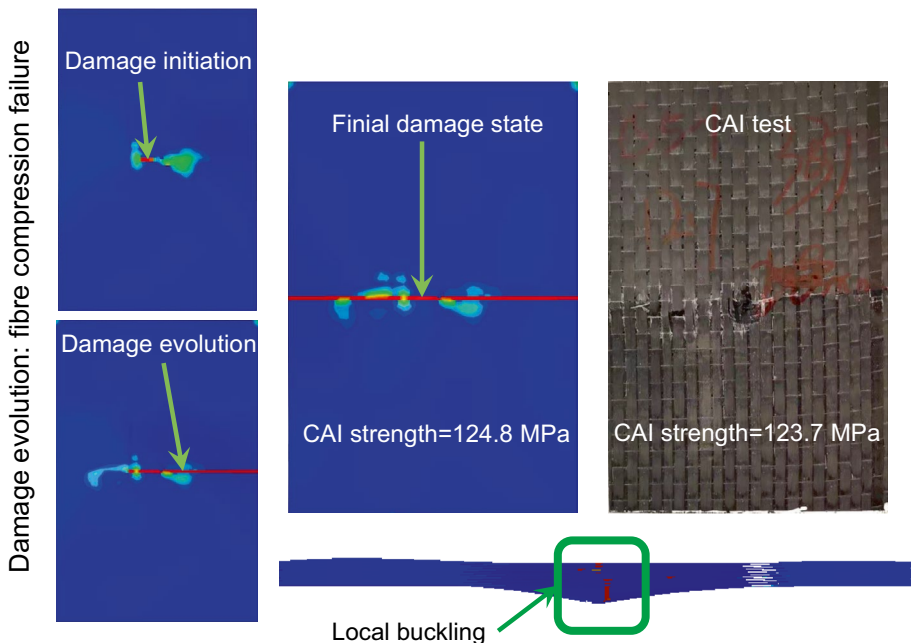 Damage evolution: fibre compression failure
Damage initiation
Damage evolution
Finial damage state
CAI strength=124.8 MPa
CAI test
CAI strength=123.7 MPa
Local buckling